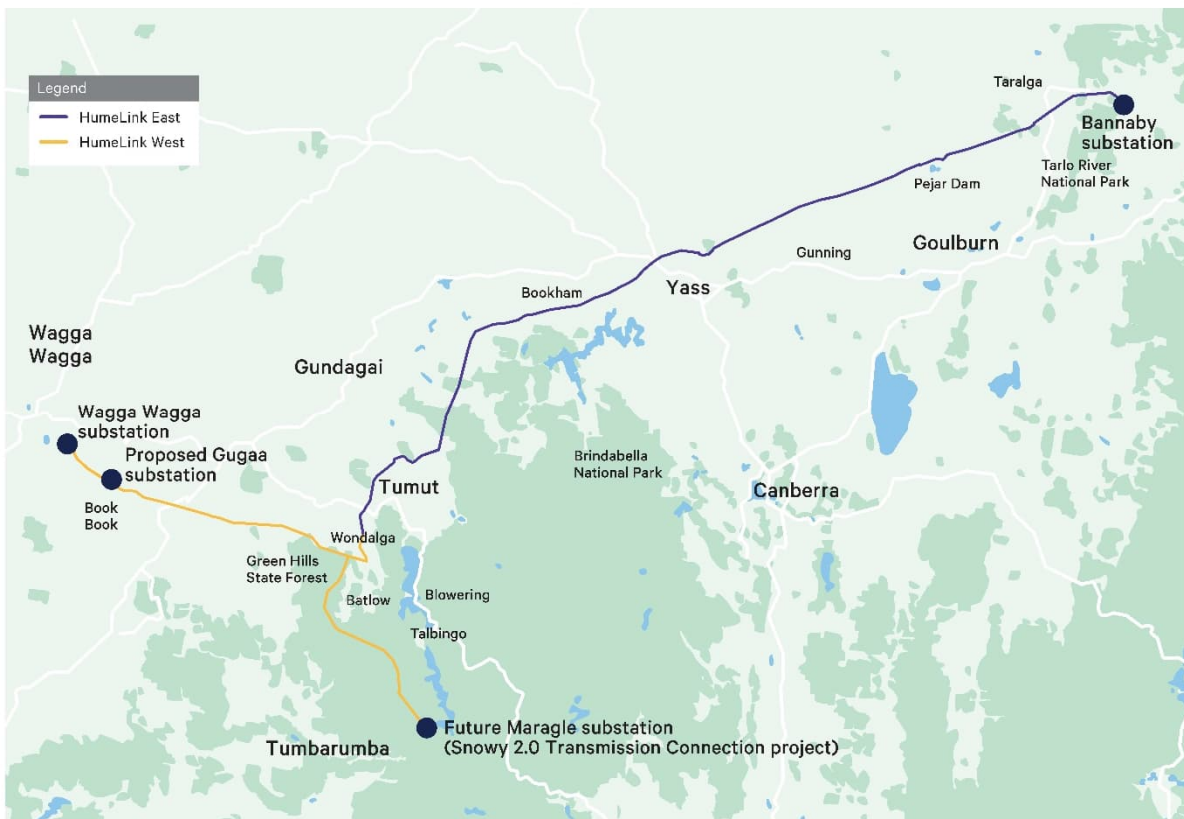 Legend
HumeLink East
HumeLink West
Taralga
Bannaby
substation
Tarlo River
National Park
Pejar Dam
Goulburn
Gunning
Yass
Bookham
Wagga
Wagga
Gundagai
Wagga Wagga
substation
Proposed Gugaa
substation
Book
Book
Brindabella
National Park
Canberra
Tumut
Wondalga
Green Hills
State Forest
Batlow
Blowering
Talbingo
Future Maragle substation
(Snowy 2.0 Transmission Connection project)
Tumbarumba